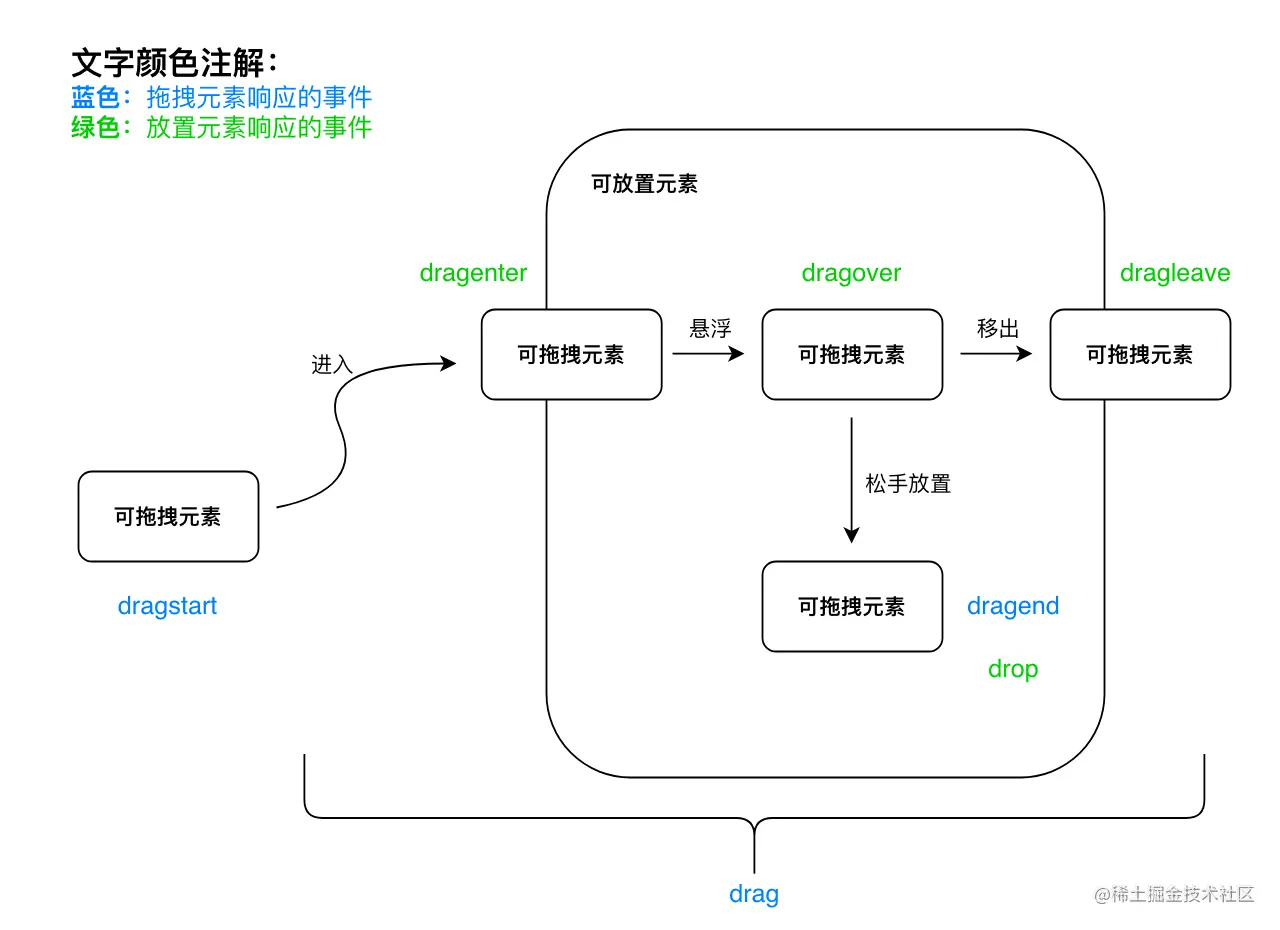 文字颜色注解：
蓝色：拖拽元素响应的事件
绿色：放置元素响应的事件
可放置元素
dragenter
dragover
dragleave
进入
可拖拽元素
悬浮
可拖拽元素
移出
可拖拽元素
松手放置
可拖拽元素
dragstart
可拖拽元素
dragend
drop
drag
@稀土掘金技术社区